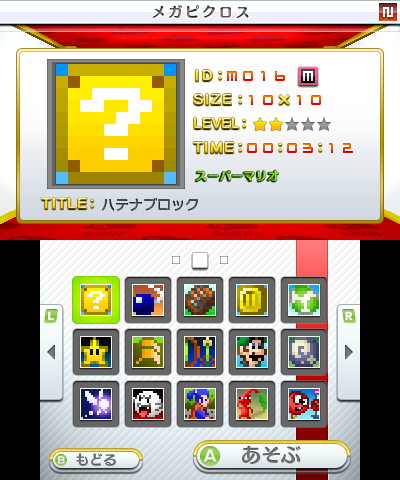 メガピクロス
ID:M016 M
SIZE:10×10
LEVEL:
TIME:00:03:12
スーパーマリオ
TITLE: ハテナブロック
?
L
R
B もどる
A あそぶ